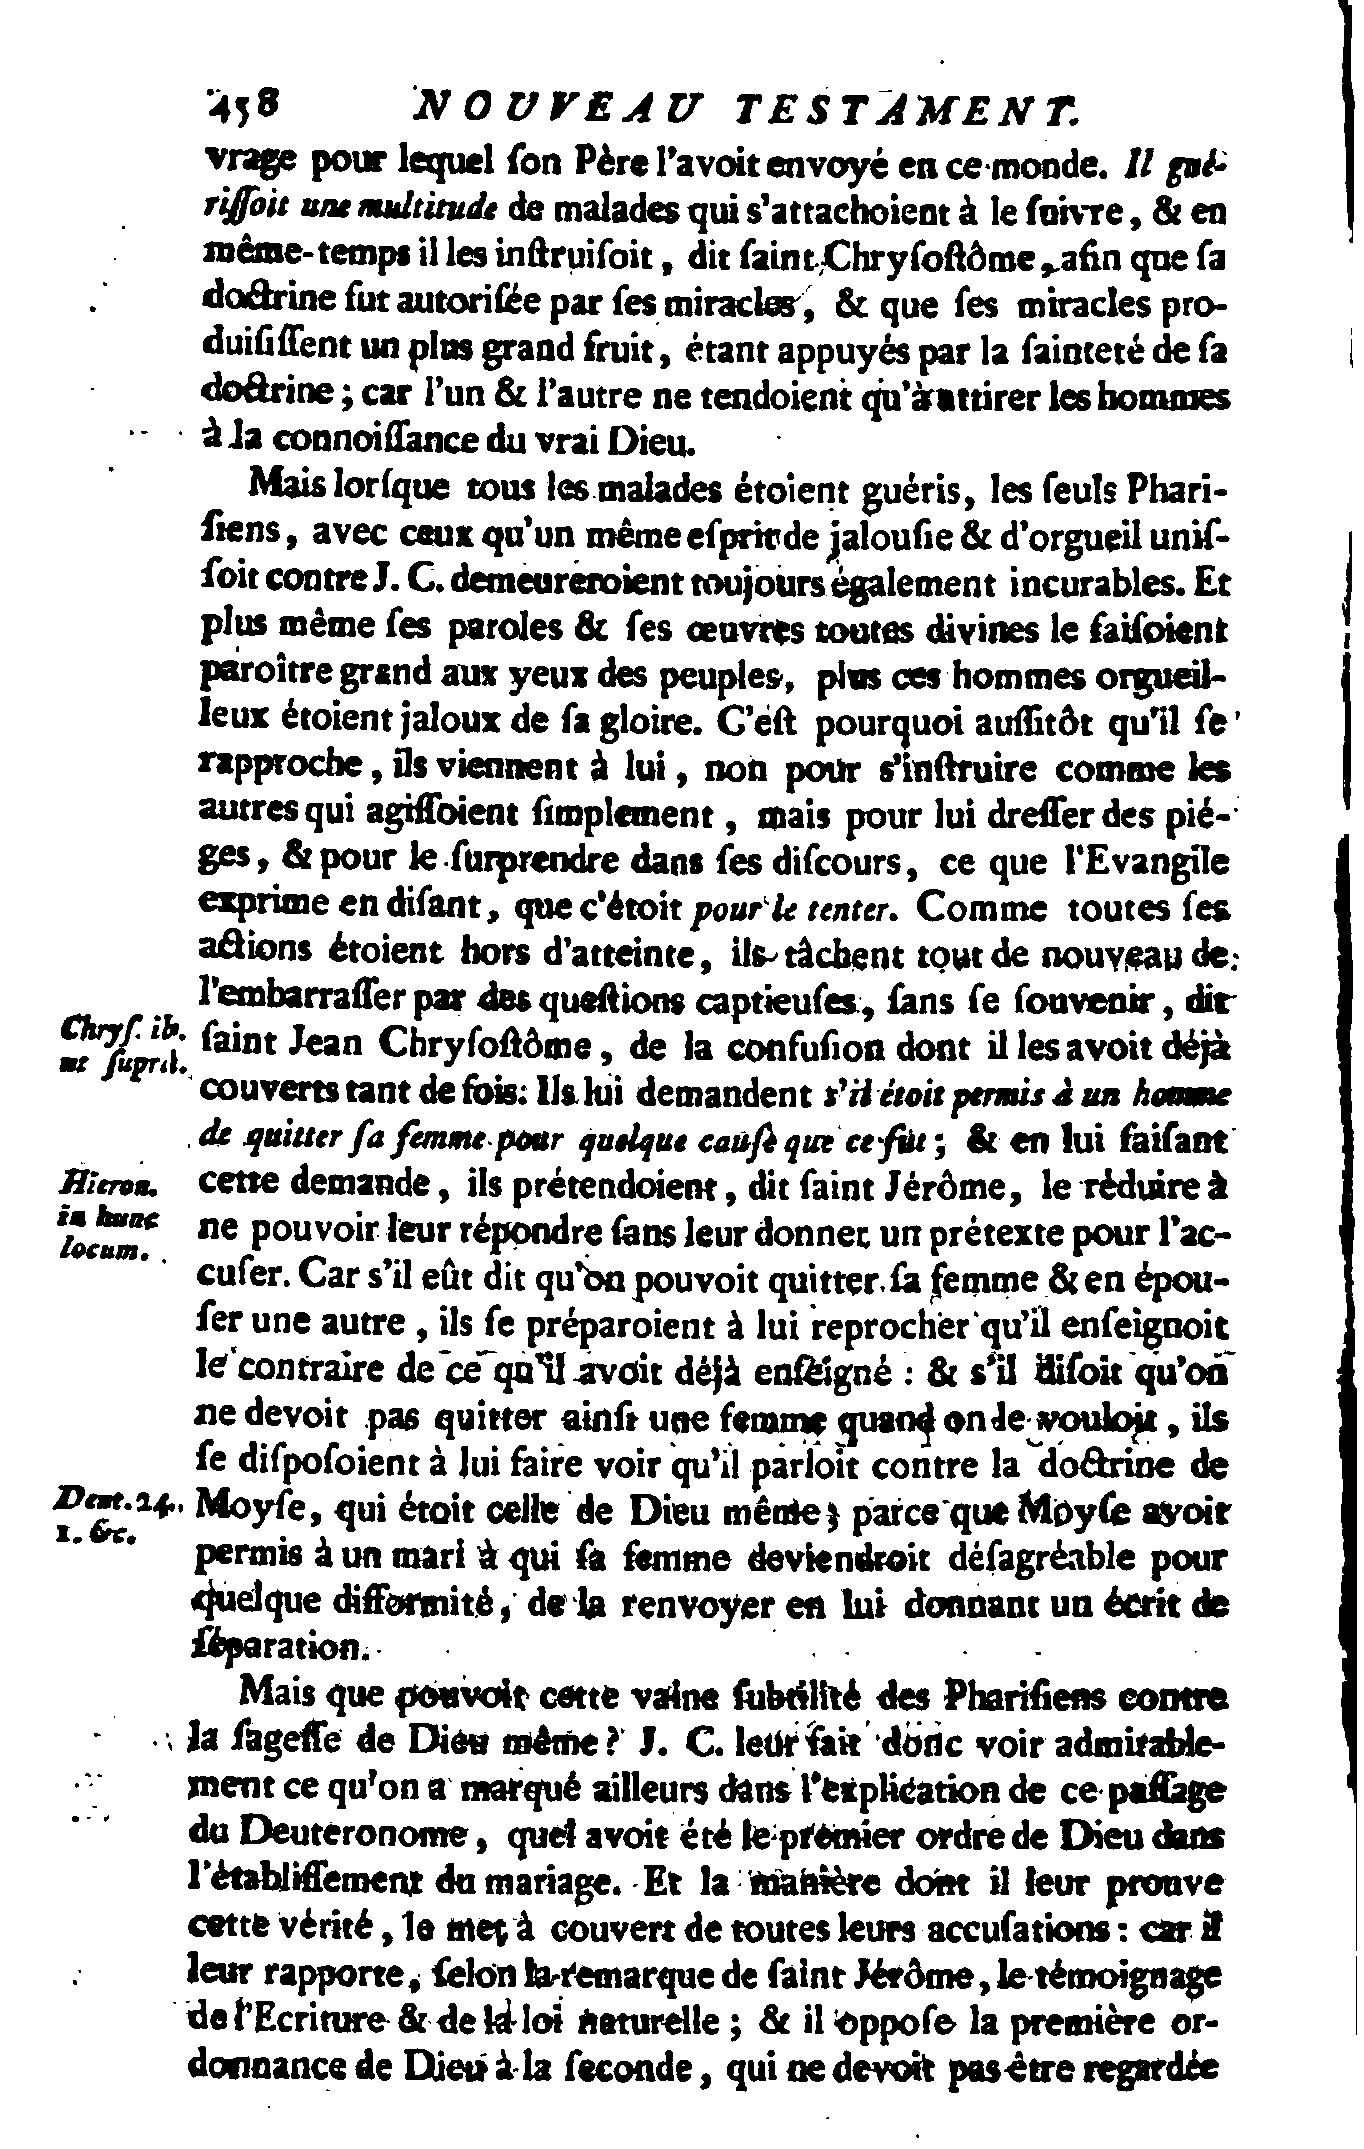 458 NOUVEAU TESTAMENT.
vrage pour lequel ſon Père l'avoit envoyé en ce monde. Il gué-
riſſoit une multitude de malades qui s'attachoient à le ſuivre, & en
même-temps il les inſtruiſoit, dit ſaint Chryſoſtôme, afin que ſa
doctrine fut autoriſée par ſes miracles, & que ſes miracles pro-
duiſiſſent un plus grand fruit, étant appuyés par la ſainteté de ſa
doctrine; car l'un & l'autre ne tendoient qu'à attirer les hommes
à la connoiſſance du vrai Dieu.
Mais lorſque tous les malades étoient guéris, les ſeuls Phari-
ſiens, avec ceux qu'un même eſprit de jalouſie & d'orgueil uniſ-
ſoit contre J. C. demeureroient toujours également incurables. Et
plus même ſes paroles & ſes œuvres toutes divines le faiſoient
paroître grand aux yeux des peuples, plus ces hommes orgueil-
leux étoient jaloux de ſa gloire. C'eſt pourquoi auſſitôt qu'il ſe
rapproche, ils viennent à lui, non pour s'inſtruire comme les
autres qui agiſſoient ſimplement, mais pour lui dreſſer des pié-
ges, & pour le ſurprendre dans ſes diſcours, ce que l'Evangile
exprime en diſant, que c'étoit pour le tenter. Comme toutes ſes
actions étoient hors d'atteinte, ils tâchent tout de nouveau de
l'embarraſſer par des queſtions captieuſes, ſans ſe ſouvenir, dit
Chryſ. ib.
ut ſuprà.
ſaint Jean Chryſoſtôme, de la confuſion dont il les avoit déjà
couverts tant de fois: Ils lui demandent s'il étoit permis à un homme
de quitter ſa femme pour quelque cauſe que ce fût; & en lui faiſant
Hieron.
in hunc
locum.
cette demande, ils prétendoient, dit ſaint Jérôme, le réduire à
ne pouvoir leur répondre ſans leur donner un prétexte pour l'ac-
cuſer. Car s'il eût dit qu'on pouvoit quitter ſa femme & en épou-
ſer une autre, ils ſe préparoient à lui reprocher qu'il enſeignoit
le contraire de ce qu'il avoit déjà enſeigné: & s'il diſoit qu'on
ne devoit pas quitter ainſi une femme quand on le vouloit, ils
ſe diſpoſoient à lui faire voir qu'il parloit contre la doctrine de
Deut. 24.
1. &c.
Moyſe, qui étoit celle de Dieu même; parce que Moyſe avoit
permis à un mari à qui ſa femme deviendroit déſagréable pour
quelque difformité, de la renvoyer en lui donnant un écrit de
ſéparation.
Mais que pouvoit cette vaine ſubtilité des Phariſiens contre
la ſageſſe de Dieu même? J. C. leur fait donc voir admirable-
ment ce qu'on a marqué ailleurs dans l'explication de ce paſſage
du Deuteronome, quel avoit été le premier ordre de Dieu dans
l'établiſſement du mariage. Et la manière dont il leur prouve
cette vérité, le met à couvert de toutes leurs accuſations: car il
leur rapporte, ſelon la remarque de ſaint Jérôme, le témoignage
de l'Ecriture & de la loi naturelle; & il oppoſe la première or-
donnance de Dieu à la ſeconde, qui ne devoit pas être regardée